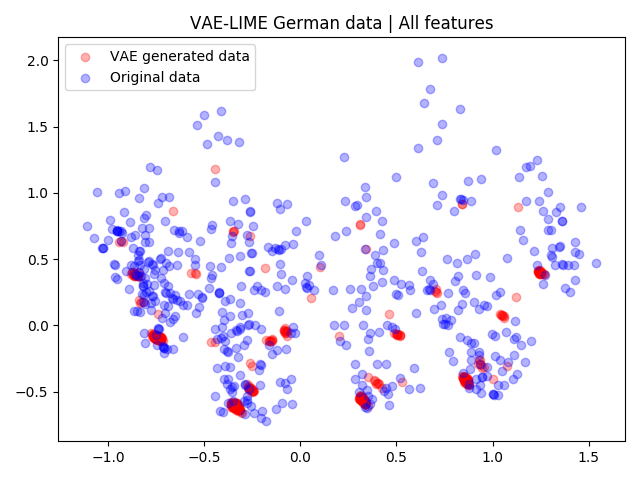 VAE-LIME German data | All features
VAE generated data
Original data
2.0
1.5
1.0
0.5
0.0
−0.5
−1.0 −0.5 0.0 0.5 1.0 1.5